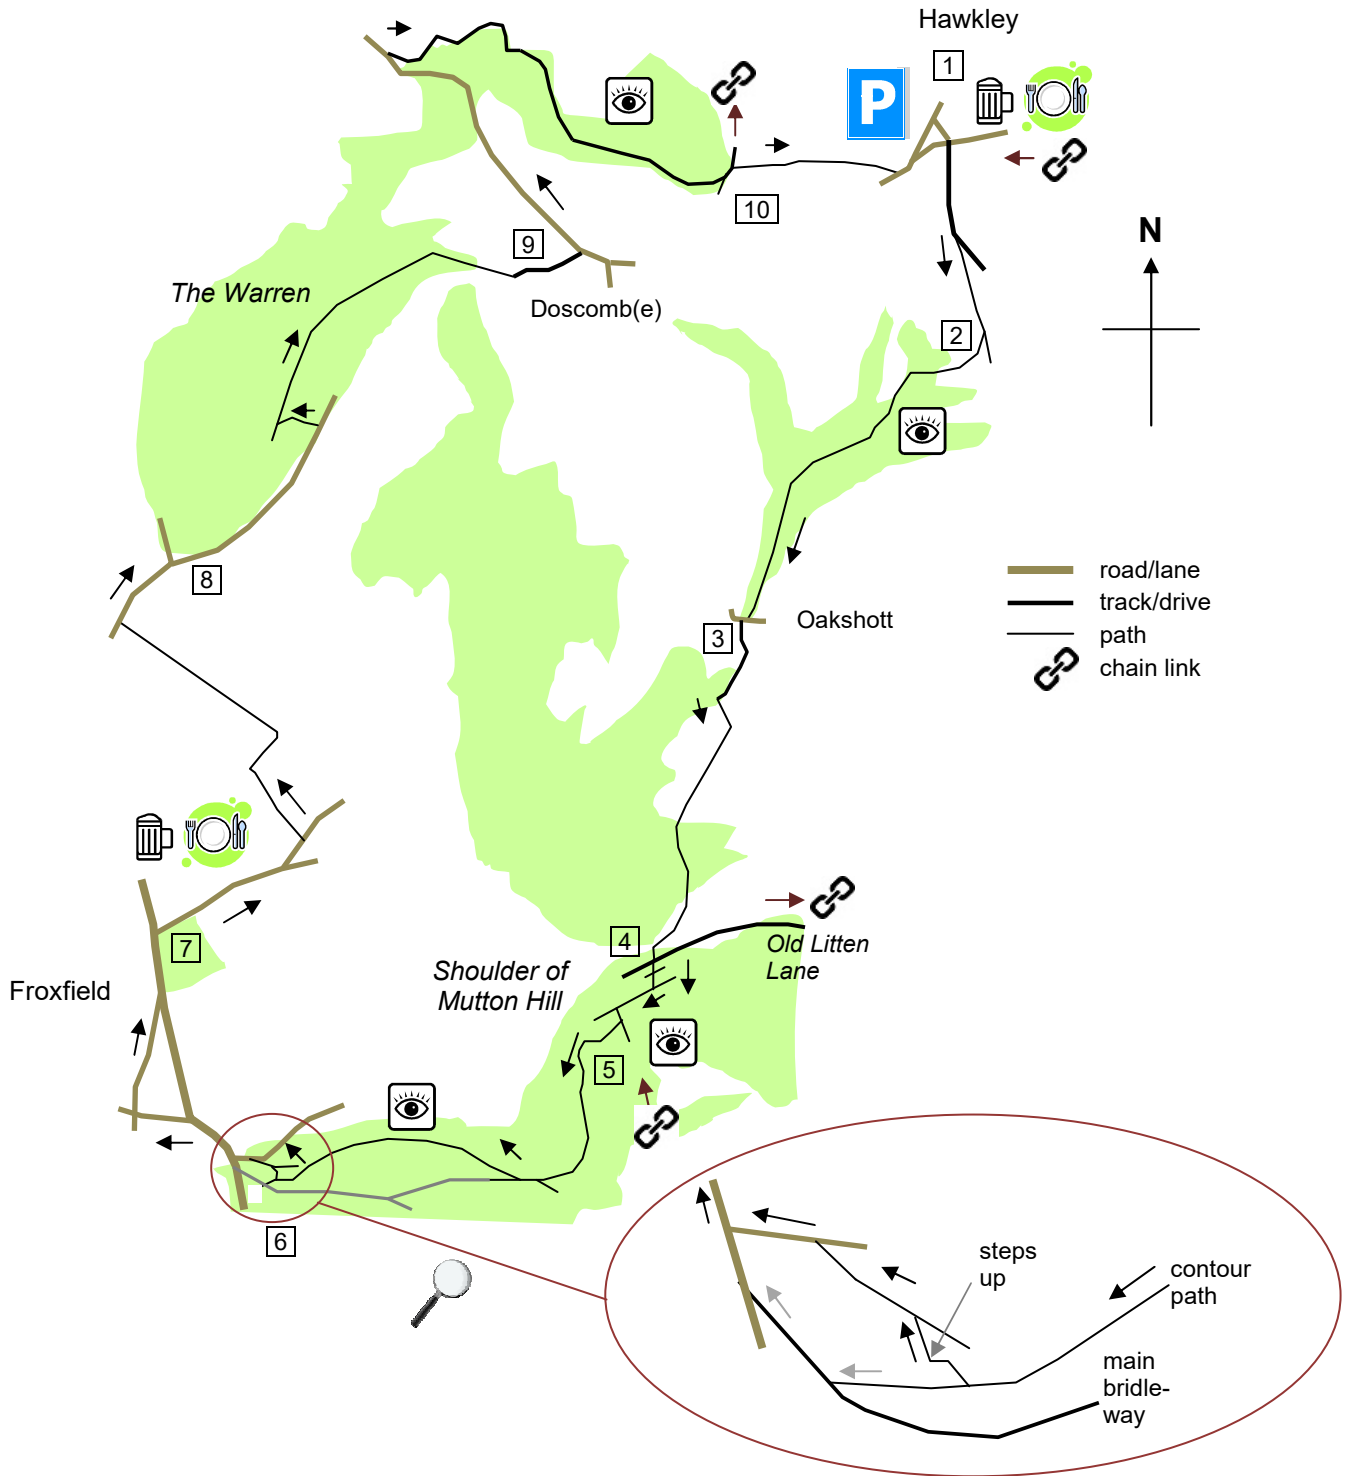 Hawkley
1
P
10
9
N
The Warren
Doscomb(e)
2
road/lane
8
track/drive
Oakshott
3
path
chain link
7
4
Old Litten
Lane
Shoulder of
Mutton Hill
Froxfield
5
6
steps
up
contour
path
main
bridle-
way